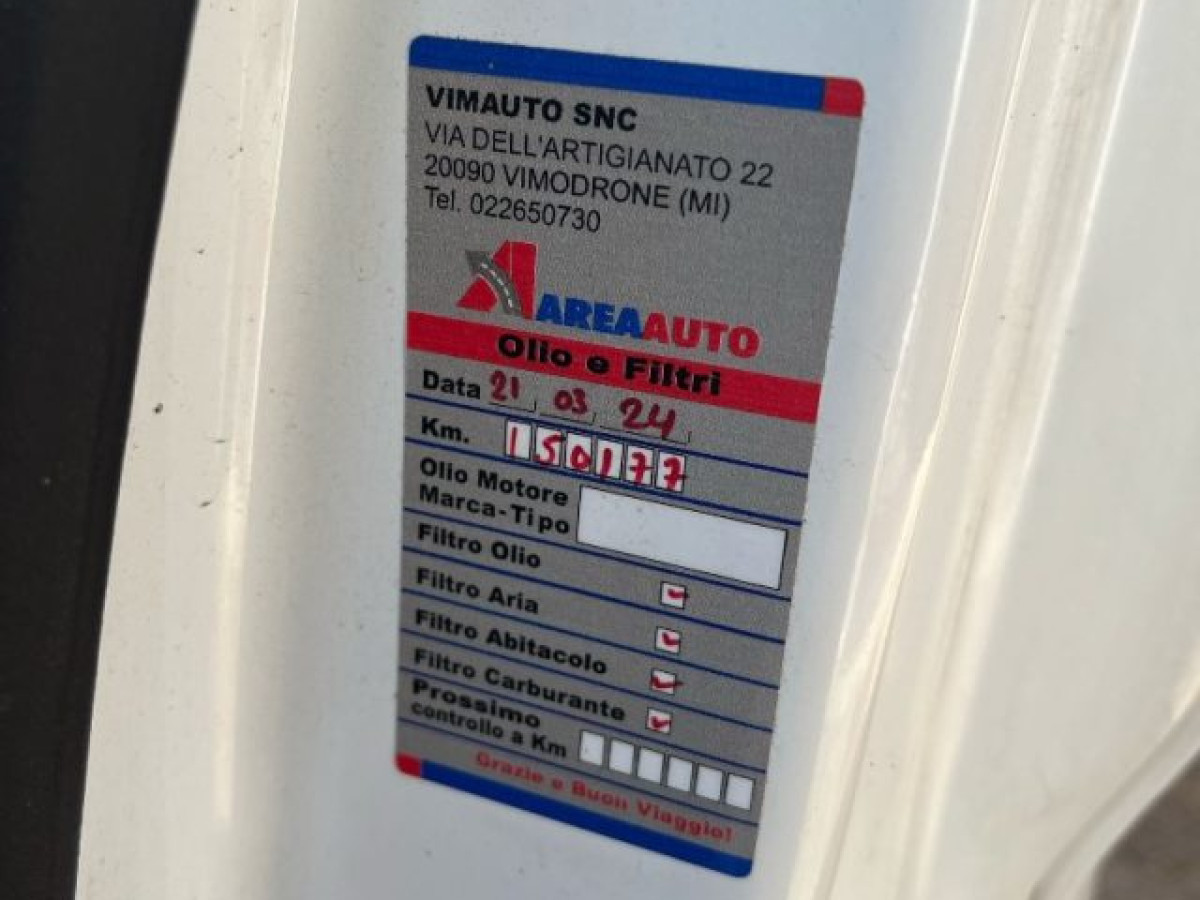 VIMAUTO SNC
VIA DELL'ARTIGIANATO 22
20090 VIMODRONE (MI)
Tel. 022650730
AREAAUTO
Olio e Filtri
Data 21 03 24
Km. 150177
Olio Motore
Marca-Tipo
Filtro Olio
Filtro Aria
Filtro Abitacolo
Filtro Carburante
Prossimo
controllo a Km
Grazie e Buon Viaggio!